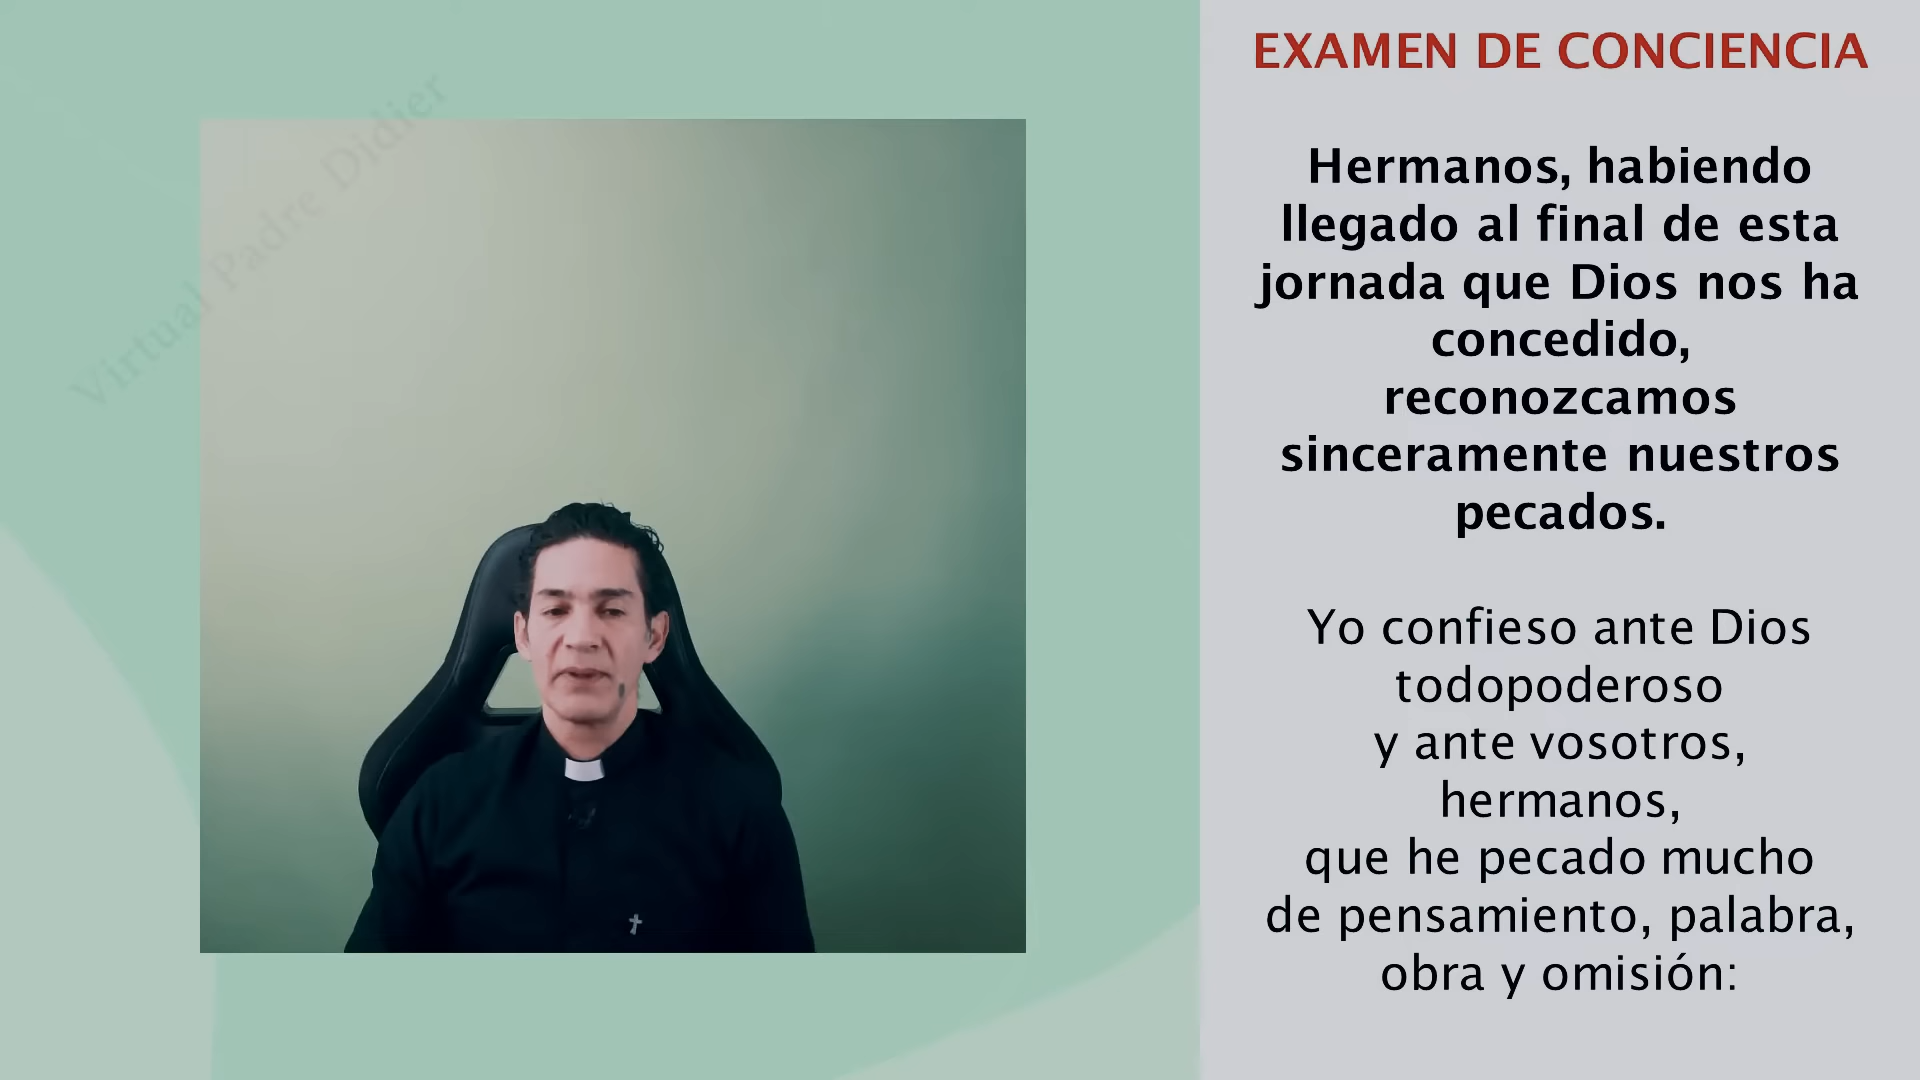 Virtual Padre Didier
EXAMEN DE CONCIENCIA
Hermanos, habiendo
llegado al final de esta
jornada que Dios nos ha
concedido,
reconozcamos
sinceramente nuestros
pecados.
Yo confieso ante Dios
todopoderoso
y ante vosotros,
hermanos,
que he pecado mucho
de pensamiento, palabra,
obra y omisión: